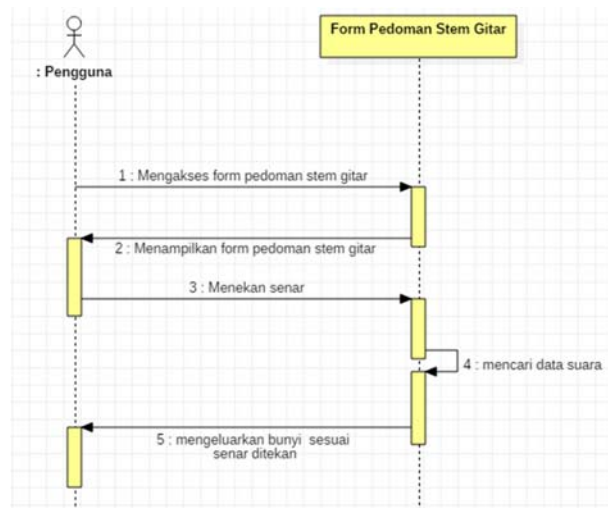 Form Pedoman Stem Gitar
: Pengguna
1 : Mengakses form pedoman stem gitar
2 : Menampilkan form pedoman stem gitar
3 : Menekan senar
4 : mencari data suara
5 : mengeluarkan bunyi sesuai
senar ditekan